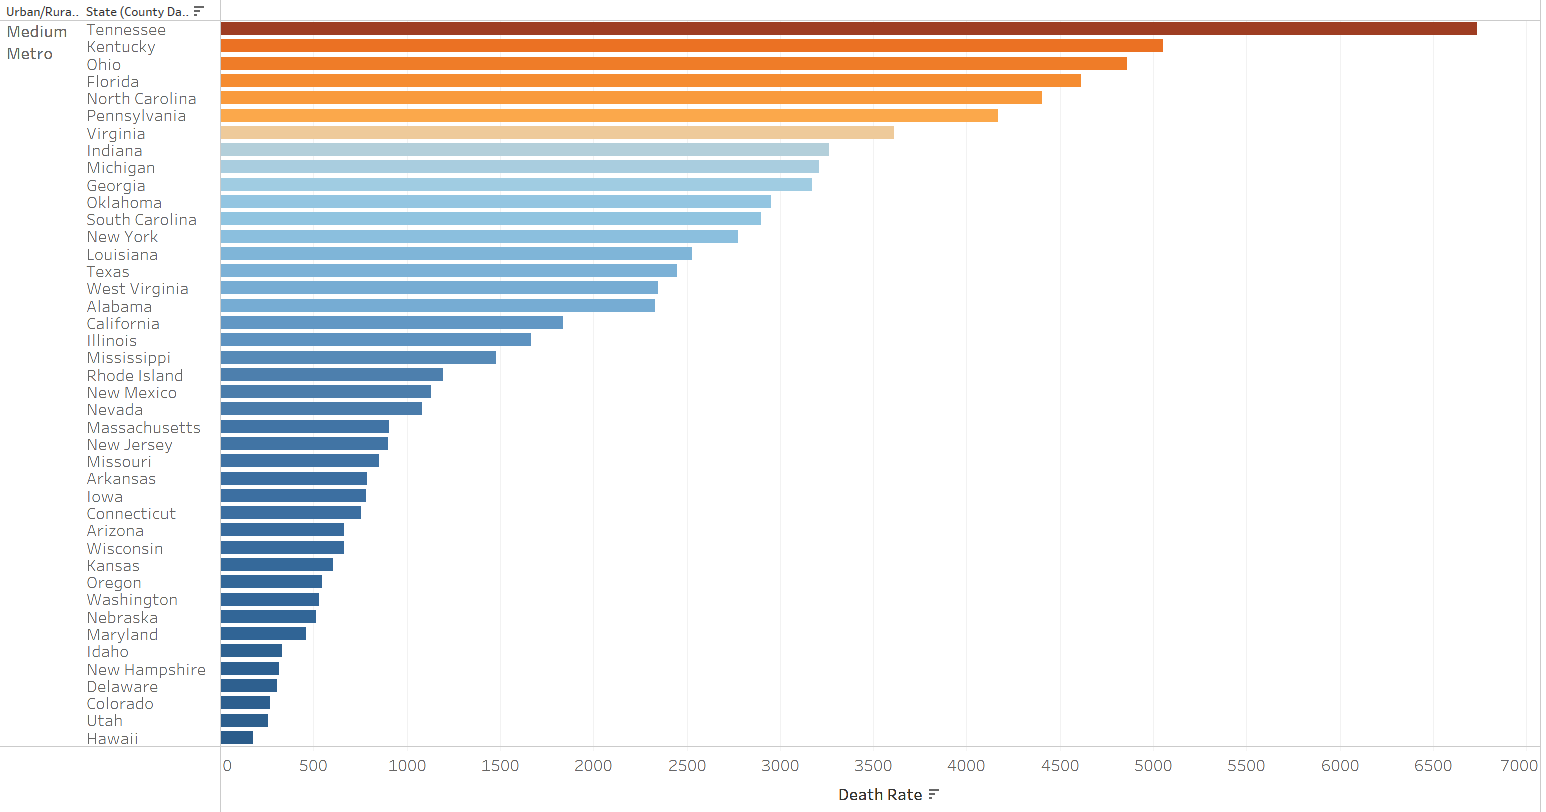 Urban/Rura.. State (County Da..
Medium
Metro
Tennessee
Kentucky
Ohio
Florida
North Carolina
Pennsylvania
Virginia
Indiana
Michigan
Georgia
Oklahoma
South Carolina
New York
Louisiana
Texas
West Virginia
Alabama
California
Illinois
Mississippi
Rhode Island
New Mexico
Nevada
Massachusetts
New Jersey
Missouri
Arkansas
Iowa
Connecticut
Arizona
Wisconsin
Kansas
Oregon
Washington
Nebraska
Maryland
Idaho
New Hampshire
Delaware
Colorado
Utah
Hawaii
0 500 1000 1500 2000 2500 3000 3500 4000 4500 5000 5500 6000 6500 7000
Death Rate